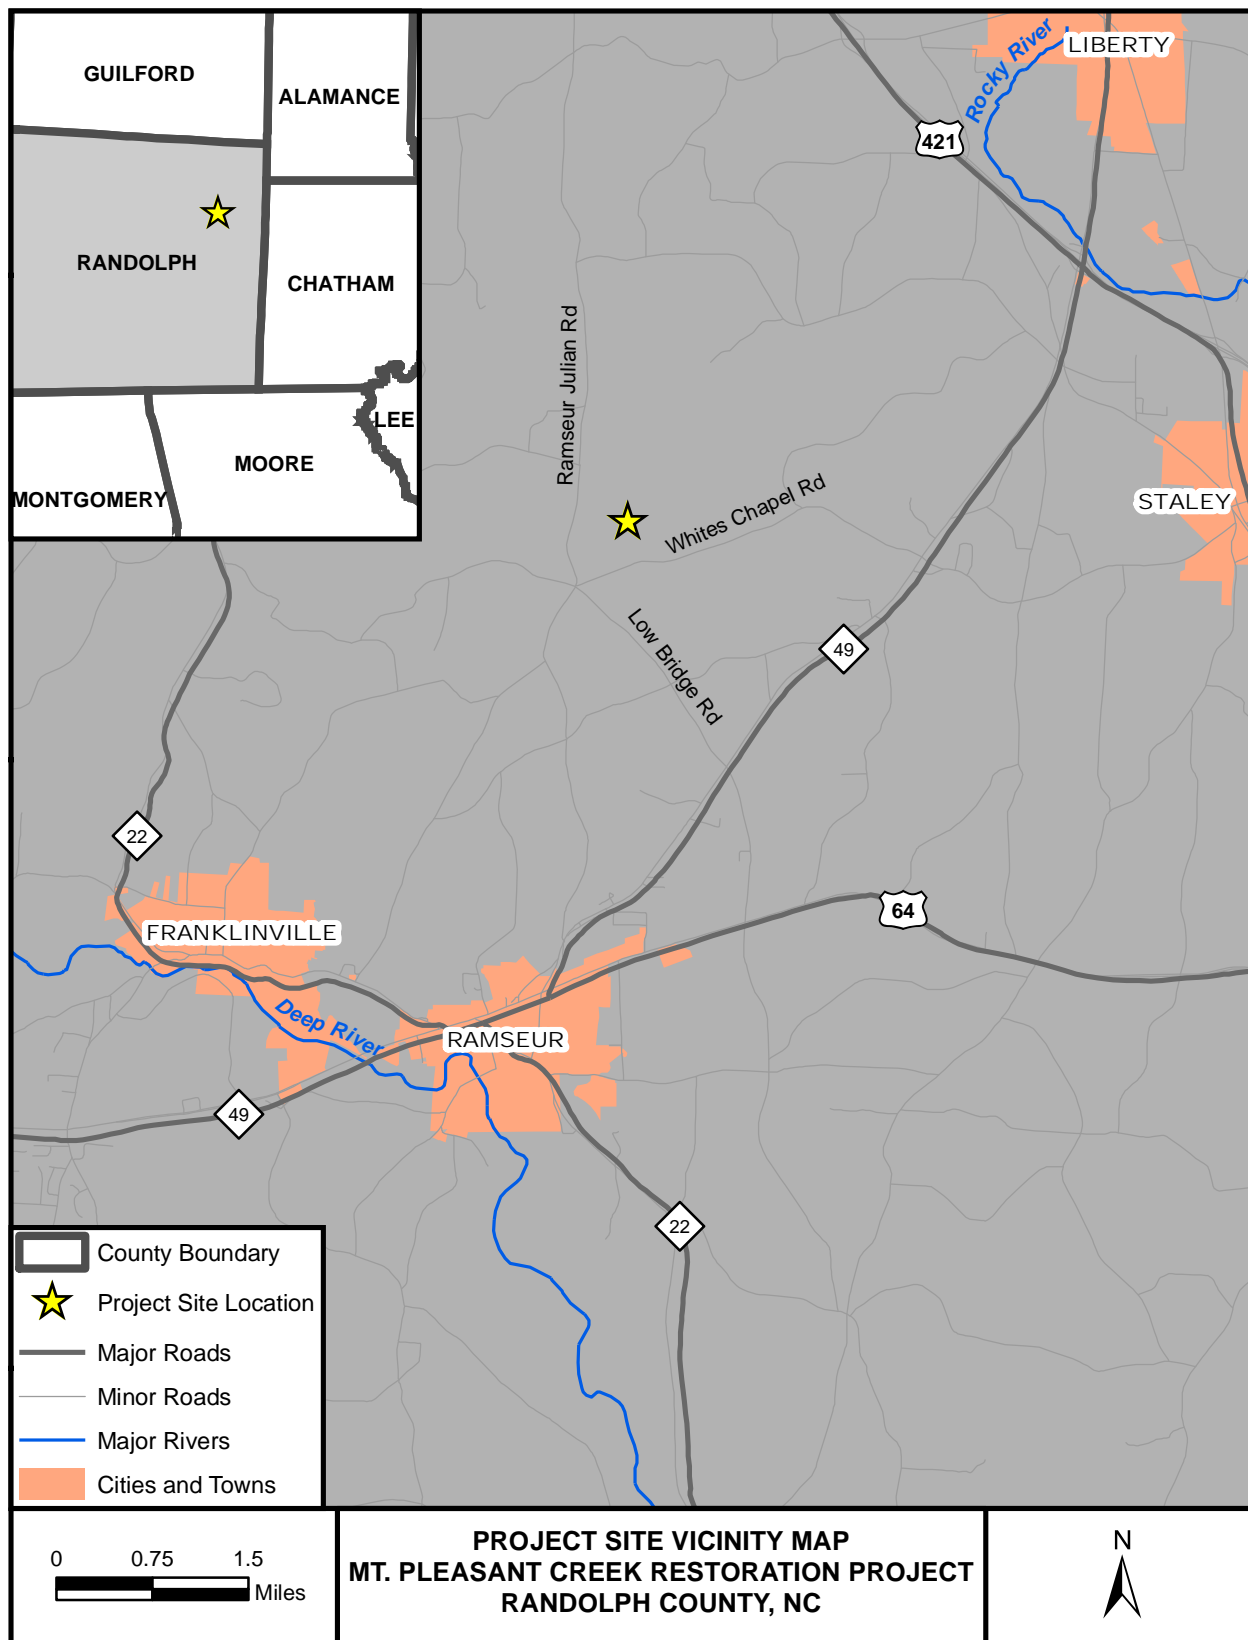 GUILFORD
ALAMANCE
RANDOLPH
CHATHAM
LEE
MOORE
MONTGOMERY
Rocky River
LIBERTY
421
Ramseur Julian Rd
Whites Chapel Rd
STALEY
Low Bridge Rd
49
22
64
FRANKLINVILLE
Deep River
RAMSEUR
49
22
County Boundary
Project Site Location
Major Roads
Minor Roads
Major Rivers
Cities and Towns
0 0.75 1.5
Miles
PROJECT SITE VICINITY MAP
MT. PLEASANT CREEK RESTORATION PROJECT
RANDOLPH COUNTY, NC
N